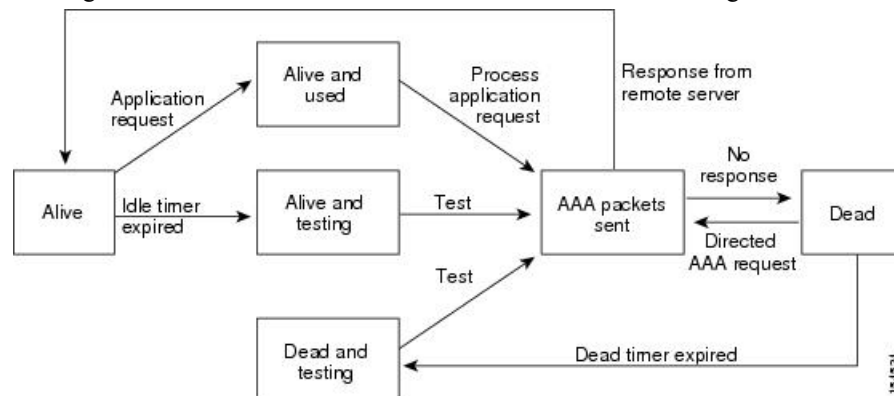 Alive and
used
Application
request
Process
application
request
Response from
remote server
Alive
Idle timer
expired
Alive and
testing
Test
AAA packets
sent
No
response
Directed
AAA request
Dead
Test
Dead and
testing
Dead timer expired